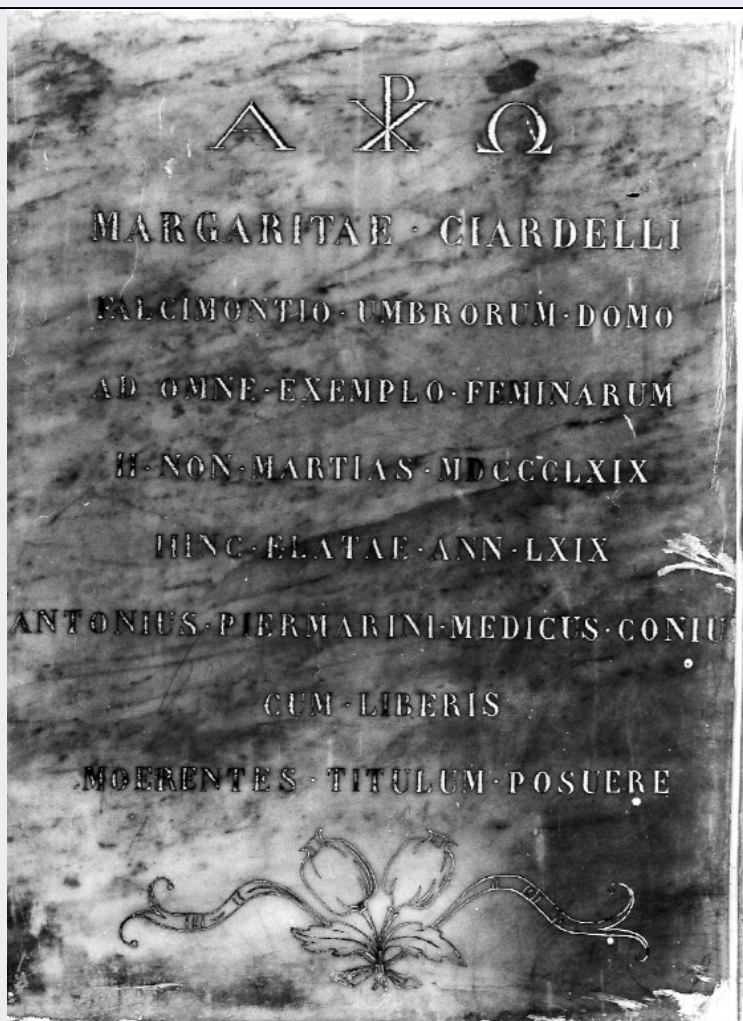 Α ☧ Ω
MARGARITAE · CIARDELLI
FALCIMONTIO · UMBRORUM · DOMO
AD OMNE · EXEMPLO · FEMINARUM
II · NON · MARTIAS · MDCCCLXIX
HINC · ELATAE · ANN · LXIX
ANTONIUS · PIERMARINI · MEDICUS · CONIU
CUM · LIBERIS
MOERENTES · TITULUM · POSUERE